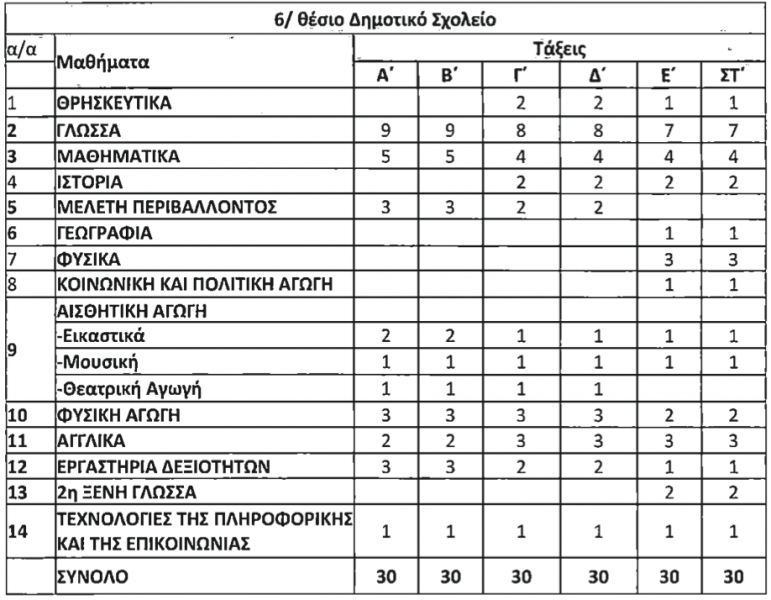 6/ θέσιο Δημοτικό Σχολείο
α/α Μαθήματα Τάξεις
Α΄ Β΄ Γ΄ Δ΄ Ε΄ ΣΤ΄
1 ΘΡΗΣΚΕΥΤΙΚΑ 2 2 1 1
2 ΓΛΩΣΣΑ 9 9 8 8 7 7
3 ΜΑΘΗΜΑΤΙΚΑ 5 5 4 4 4 4
4 ΙΣΤΟΡΙΑ 2 2 2 2
5 ΜΕΛΕΤΗ ΠΕΡΙΒΑΛΛΟΝΤΟΣ 3 3 2 2
6 ΓΕΩΓΡΑΦΙΑ 1 1
7 ΦΥΣΙΚΑ 3 3
8 ΚΟΙΝΩΝΙΚΗ ΚΑΙ ΠΟΛΙΤΙΚΗ ΑΓΩΓΗ 1 1
9 ΑΙΣΘΗΤΙΚΗ ΑΓΩΓΗ
-Εικαστικά 2 2 1 1 1 1
-Μουσική 1 1 1 1 1 1
-Θεατρική Αγωγή 1 1 1 1
10 ΦΥΣΙΚΗ ΑΓΩΓΗ 3 3 3 3 2 2
11 ΑΓΓΛΙΚΑ 2 2 3 3 3 3
12 ΕΡΓΑΣΤΗΡΙΑ ΔΕΞΙΟΤΗΤΩΝ 3 3 2 2 1 1
13 2η ΞΕΝΗ ΓΛΩΣΣΑ 2 2
14 ΤΕΧΝΟΛΟΓΙΕΣ ΤΗΣ ΠΛΗΡΟΦΟΡΙΚΗΣ
ΚΑΙ ΤΗΣ ΕΠΙΚΟΙΝΩΝΙΑΣ 1 1 1 1 1 1
ΣΥΝΟΛΟ 30 30 30 30 30 30